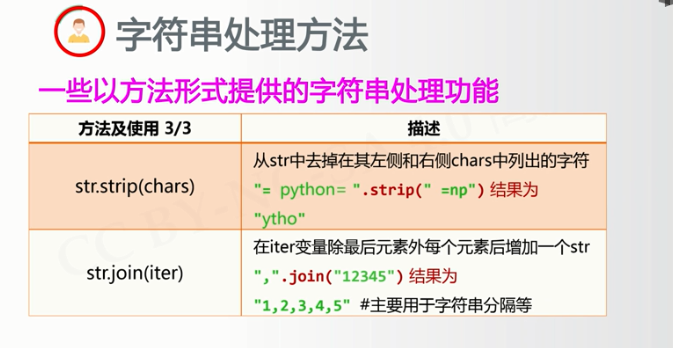 字符串处理方法
一些以方法形式提供的字符串处理功能
方法及使用 3/3
描述
str.strip(chars)
从str中去掉在其左侧和右侧chars中列出的字符
"= python= ".strip(" =np") 结果为
"ytho"
str.join(iter)
在iter变量除最后元素外每个元素后增加一个str
",".join("12345") 结果为
"1,2,3,4,5" #主要用于字符串分隔等